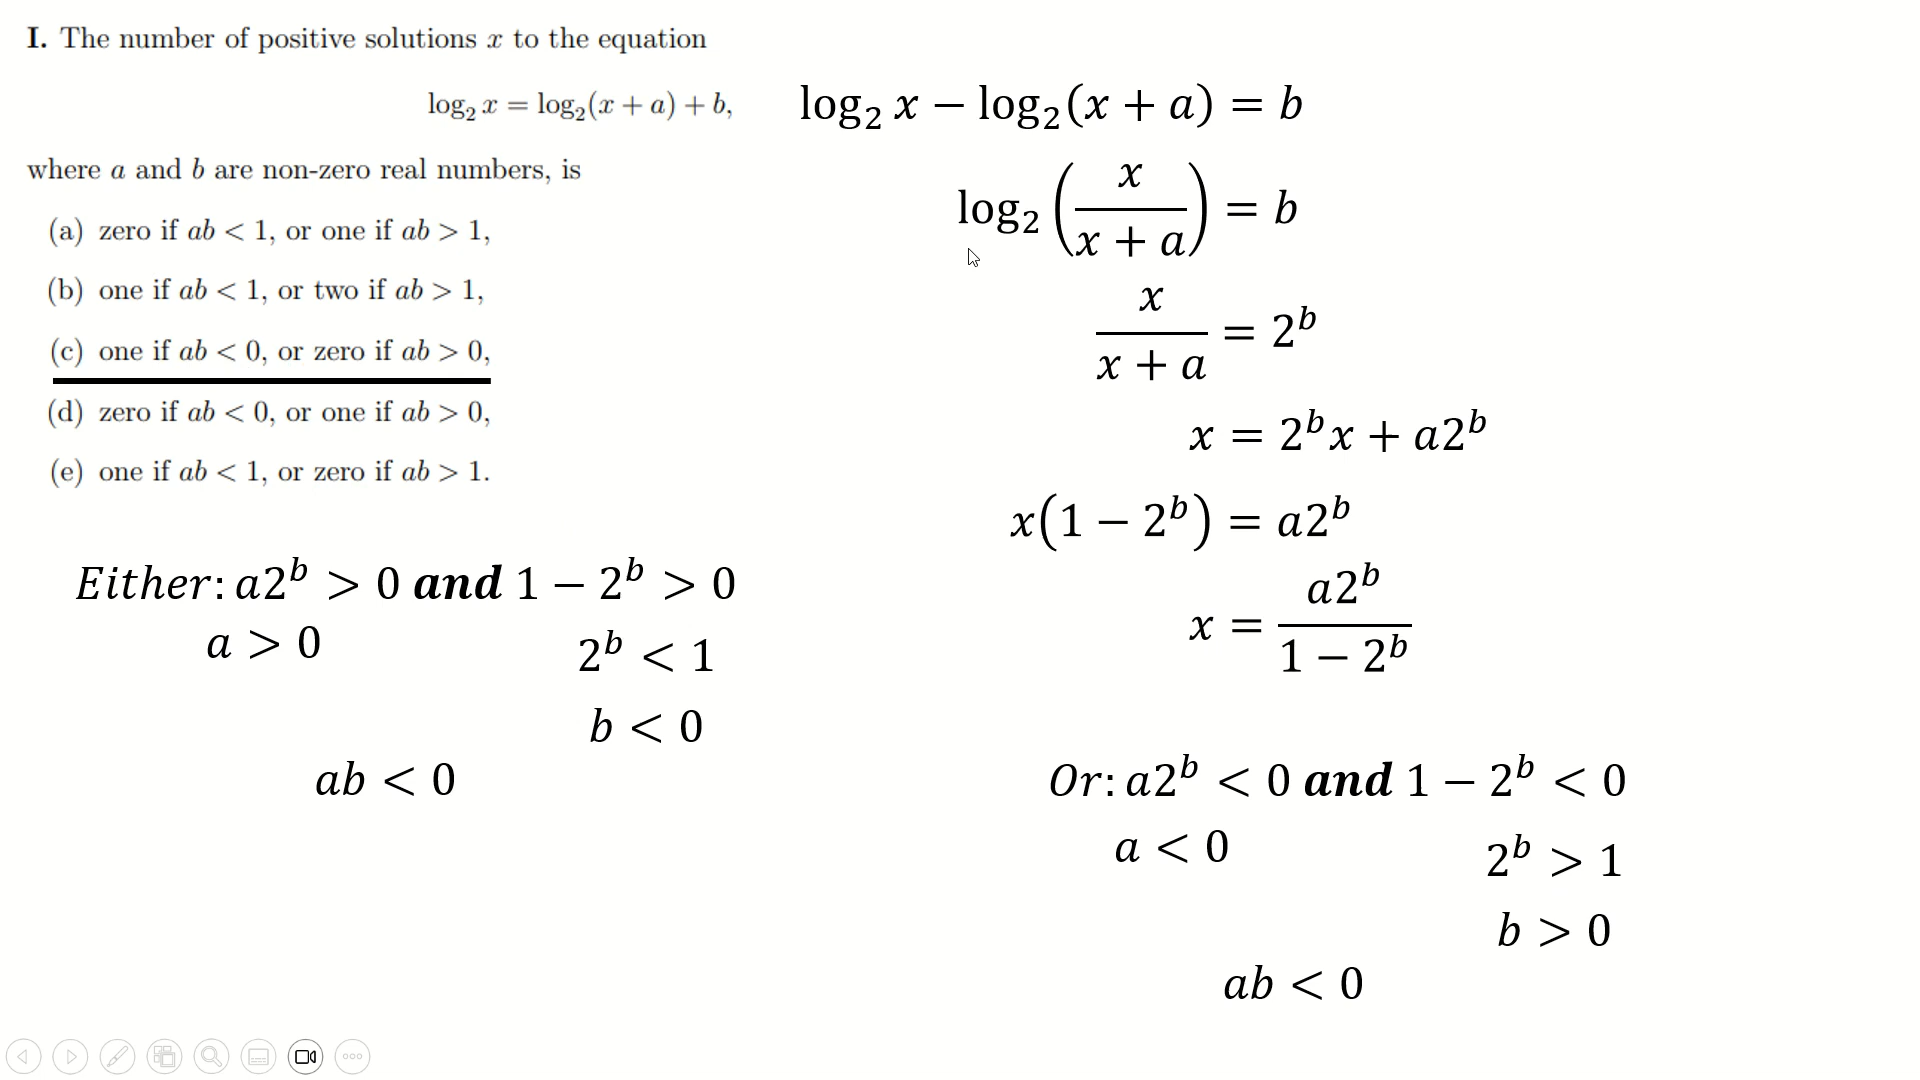 I. The number of positive solutions x to the equation
log₂ x = log₂(x + a) + b,
where a and b are non-zero real numbers, is
(a) zero if ab < 1, or one if ab > 1,
(b) one if ab < 1, or two if ab > 1,
(c) one if ab < 0, or zero if ab > 0,
(d) zero if ab < 0, or one if ab > 0,
(e) one if ab < 1, or zero if ab > 1.
log₂ x − log₂(x + a) = b
log₂ (x/(x + a)) = b
x/(x + a) = 2ᵇ
x = 2ᵇx + a2ᵇ
x(1 − 2ᵇ) = a2ᵇ
x = a2ᵇ/(1 − 2ᵇ)
Either: a2ᵇ > 0 and 1 − 2ᵇ > 0
a > 0 2ᵇ < 1
b < 0
ab < 0
Or: a2ᵇ < 0 and 1 − 2ᵇ < 0
a < 0 2ᵇ > 1
b > 0
ab < 0